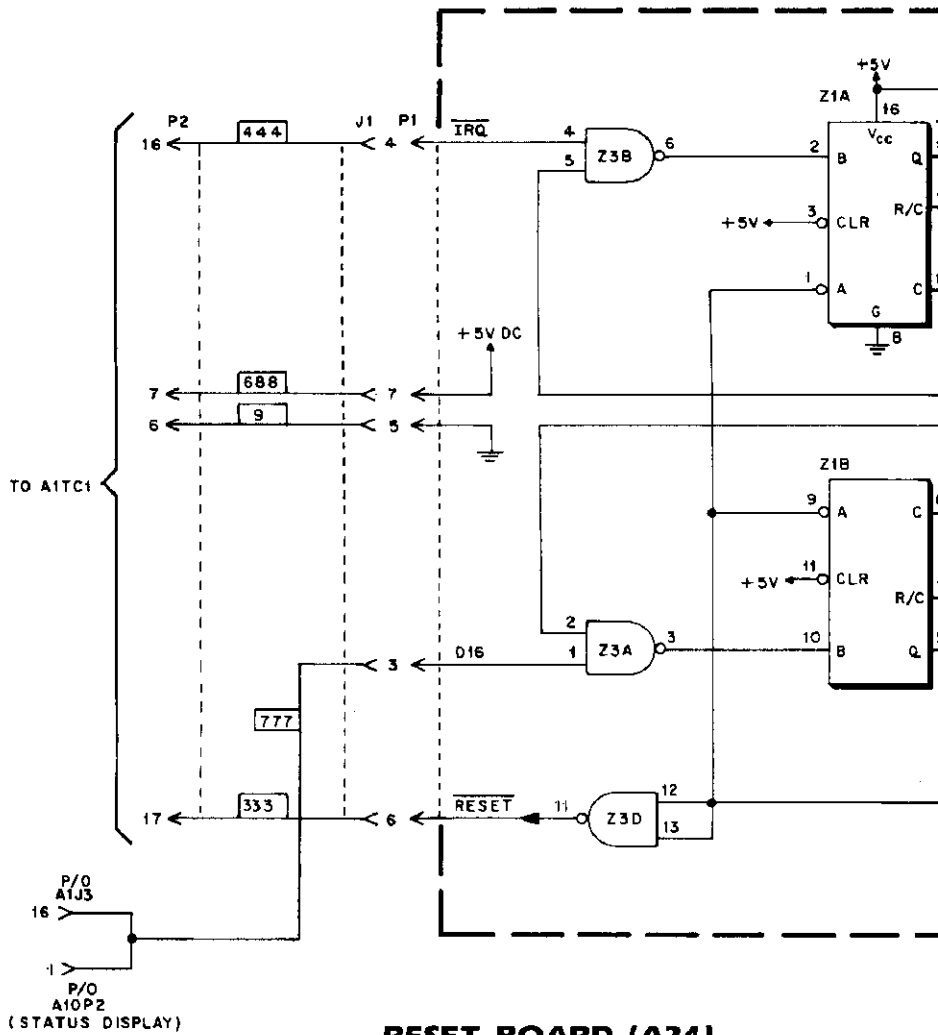 +5V
Z1A
16
P2 444 J1 P1 IRQ
16 4 4 6
Z3B
5
2 B VCC Q
R/C
+5V 3 CLR
1 A C
G
8
+5V DC
688
7 7
9
6 5
TO A1TC1
Z1B
9 A C
+5V 11 CLR
R/C
2 3
Z3A
1
10 B Q
3 D16
777
333
17 6 RESET 11 12
Z3D
13
P/O
A1J3
16
1
P/O
A10P2
(STATUS DISPLAY)